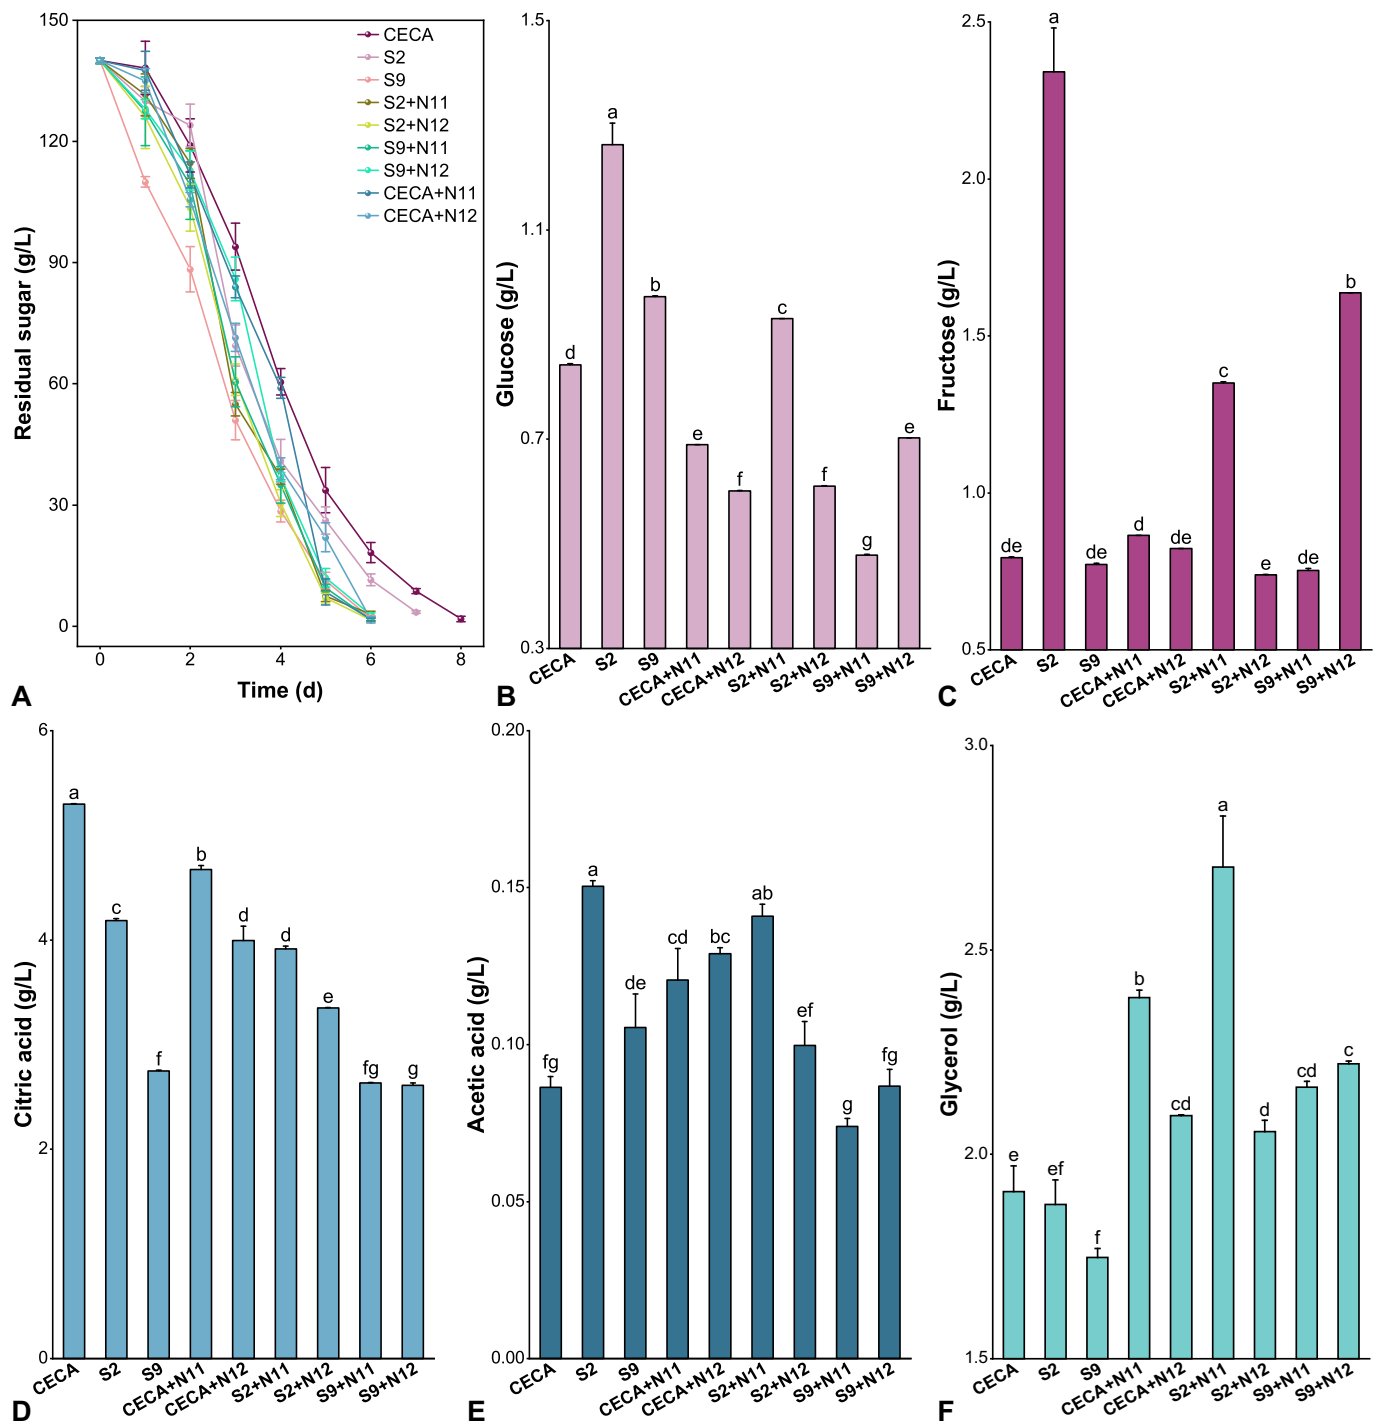 150
120
90
60
30
0
Residual sugar (g/L)
0
2
4
6
8
Time (d)
CECA
S2
S9
S2+N11
S2+N12
S9+N11
S9+N12
CECA+N11
CECA+N12
A
1.5
1.1
0.7
0.3
Glucose (g/L)
d
a
b
e
f
c
f
g
e
CECA
S2
S9
CECA+N11
CECA+N12
S2+N11
S2+N12
S9+N11
S9+N12
B
2.5
2.0
1.5
1.0
0.5
Fructose (g/L)
de
a
de
d
de
c
e
de
b
CECA
S2
S9
CECA+N11
CECA+N12
S2+N11
S2+N12
S9+N11
S9+N12
C
6
4
2
0
Citric acid (g/L)
a
c
f
b
d
d
e
fg
g
CECA
S2
S9
CECA+N11
CECA+N12
S2+N11
S2+N12
S9+N11
S9+N12
D
0.20
0.15
0.10
0.05
0.00
Acetic acid (g/L)
fg
a
de
cd
bc
ab
ef
g
fg
CECA
S2
S9
CECA+N11
CECA+N12
S2+N11
S2+N12
S9+N11
S9+N12
E
3.0
2.5
2.0
1.5
Glycerol (g/L)
e
ef
f
b
cd
a
d
cd
c
CECA
S2
S9
CECA+N11
CECA+N12
S2+N11
S2+N12
S9+N11
S9+N12
F